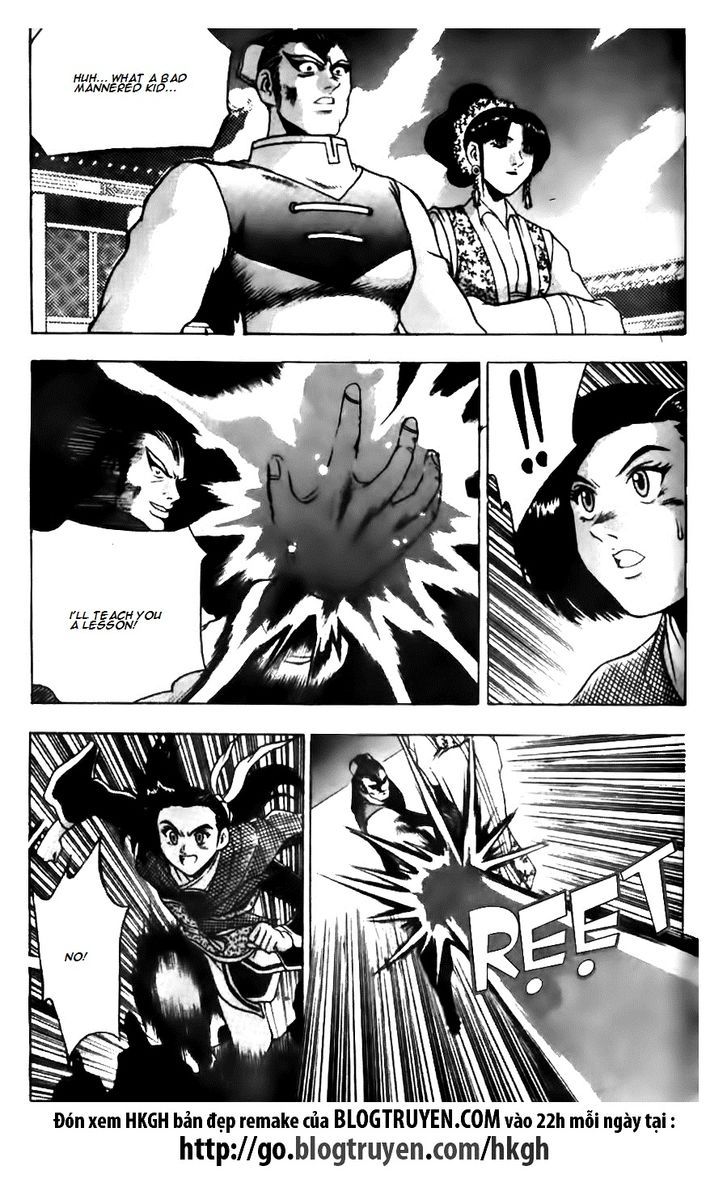 HUH... WHAT A BAD
MANNERED KID...
!!
I'LL TEACH YOU
A LESSON!
NO!
RẸẸT
Đón xem HKGH bản đẹp remake của BLOGTRUYEN.COM vào 22h mỗi ngày tại :
http://go.blogtruyen.com/hkgh